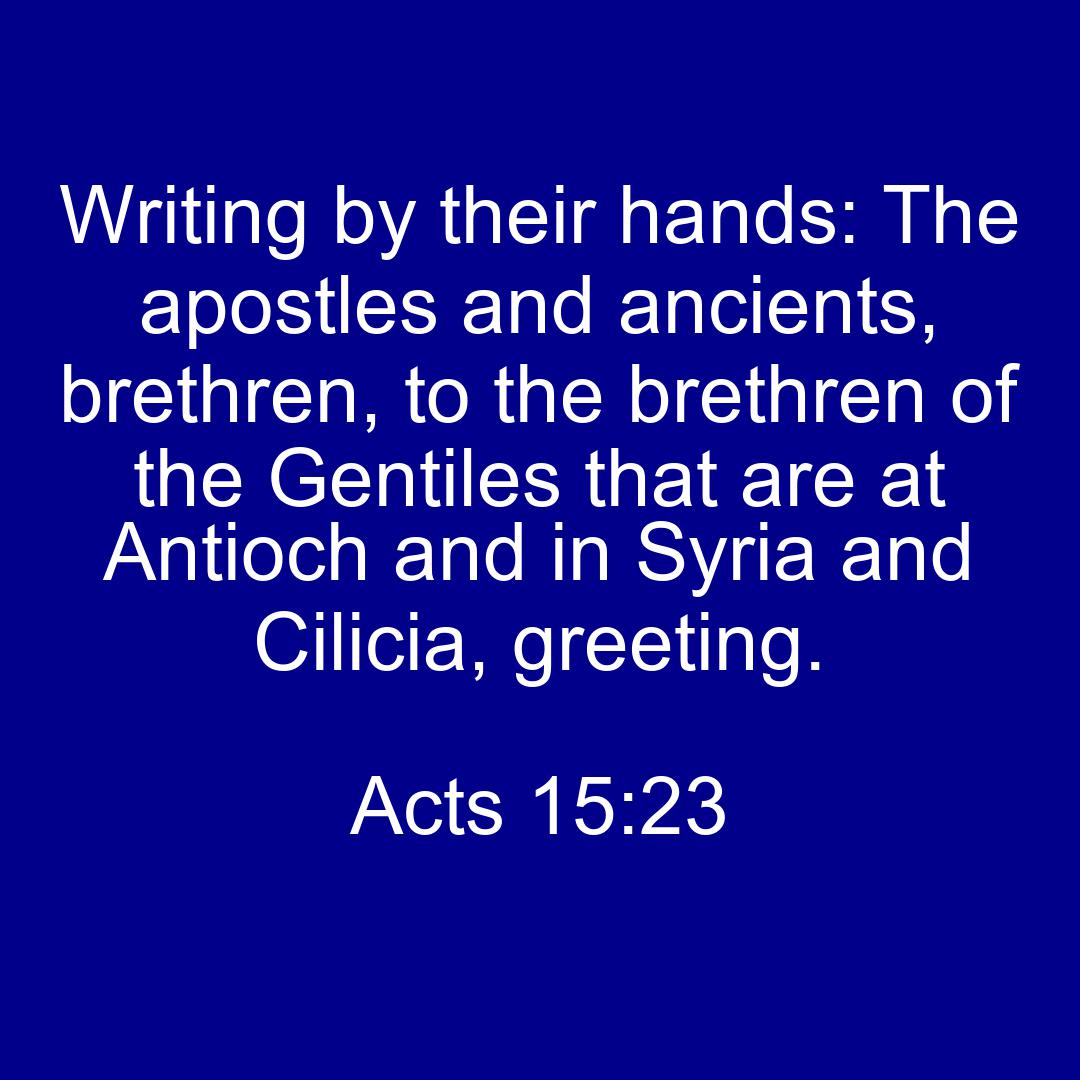 Writing by their hands: The
apostles and ancients,
brethren, to the brethren of
the Gentiles that are at
Antioch and in Syria and
Cilicia, greeting.
Acts 15:23